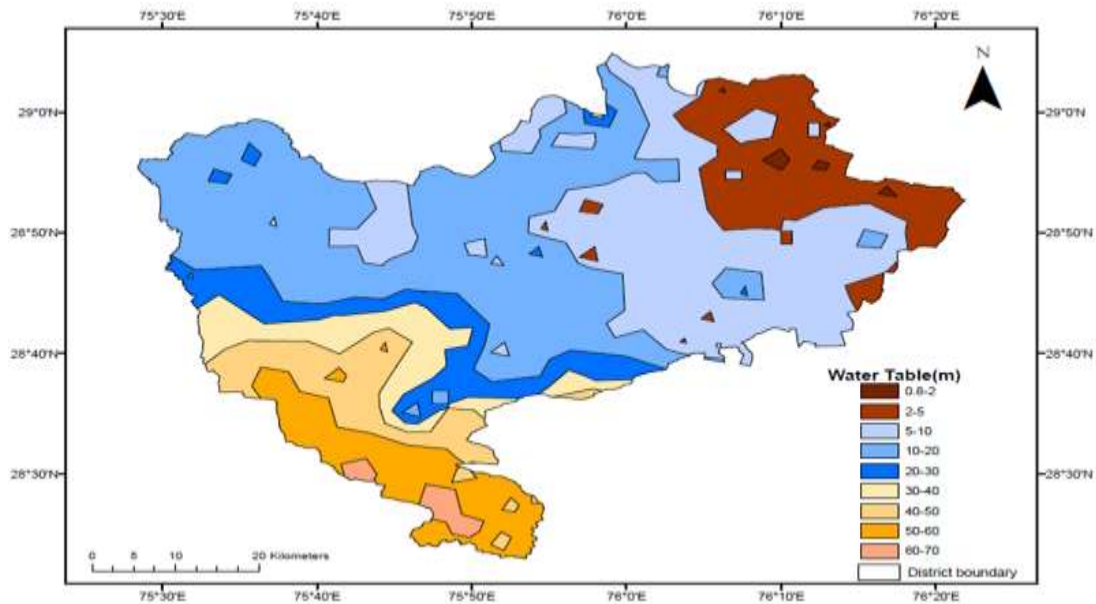 75°30'E 75°40'E 75°50'E 76°0'E 76°10'E 76°20'E
N
29°0'N 29°0'N
28°50'N 28°50'N
28°40'N 28°40'N
Water Table(m)
0.8-2
2-5
5-10
10-20
20-30
30-40
28°30'N 28°30'N
40-50
50-60
60-70
District boundary
0 5 10 20 Kilometers
75°30'E 75°40'E 75°50'E 76°0'E 76°10'E 76°20'E